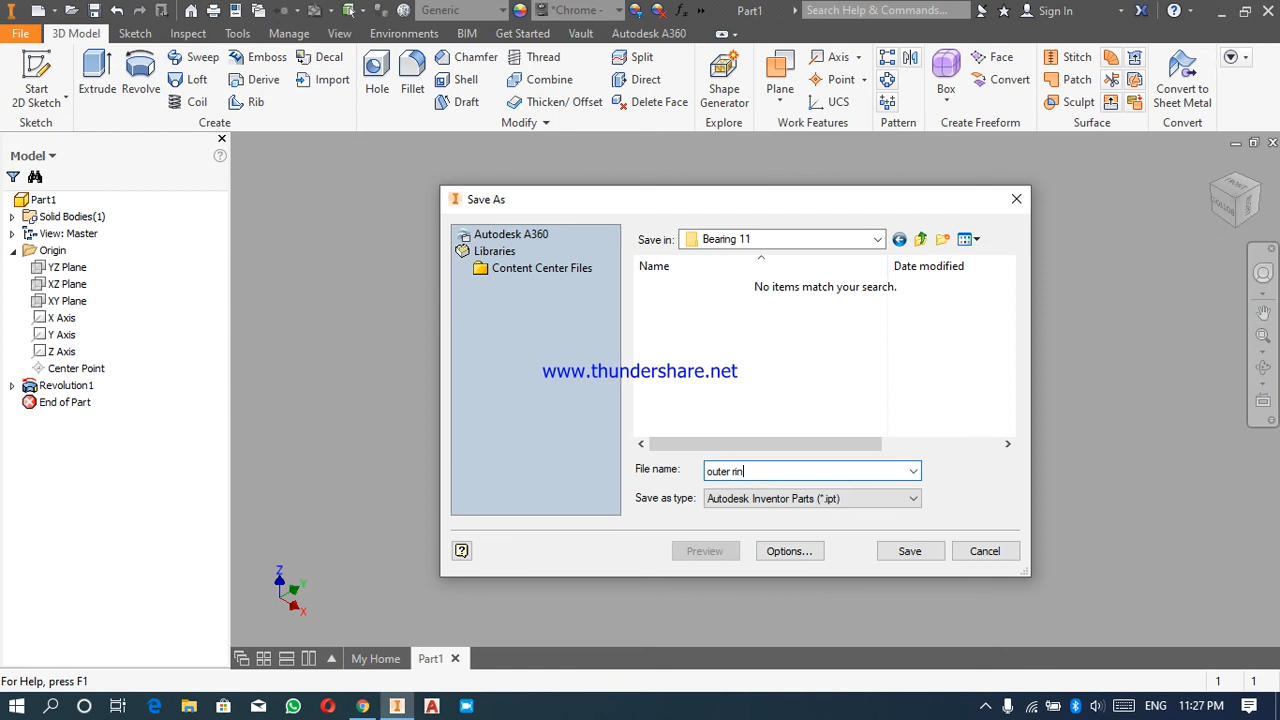 Generic
*Chrome -
Part1
Search Help & Commands...
Sign In
File
3D Model
Sketch
Inspect
Tools
Manage
View
Environments
BIM
Get Started
Vault
Autodesk A360
Start
2D Sketch
Extrude
Revolve
Sweep
Loft
Coil
Emboss
Derive
Rib
Decal
Import
Hole
Fillet
Chamfer
Shell
Draft
Thread
Combine
Thicken/ Offset
Split
Direct
Delete Face
Shape
Generator
Plane
Axis
Point
UCS
Box
Face
Convert
Stitch
Patch
Sculpt
Convert to
Sheet Metal
Sketch
Create
Modify
Explore
Work Features
Pattern
Create Freeform
Surface
Convert
Model
Part1
Solid Bodies(1)
View: Master
Origin
YZ Plane
XZ Plane
XY Plane
X Axis
Y Axis
Z Axis
Center Point
Revolution1
End of Part
Save As
Autodesk A360
Libraries
Content Center Files
Save in:
Bearing 11
Name
Date modified
No items match your search.
www.thundershare.net
File name:
outer rin
Save as type:
Autodesk Inventor Parts (*.ipt)
Preview
Options...
Save
Cancel
Z
Y
X
My Home
Part1
For Help, press F1
1
1
ENG
11:27 PM